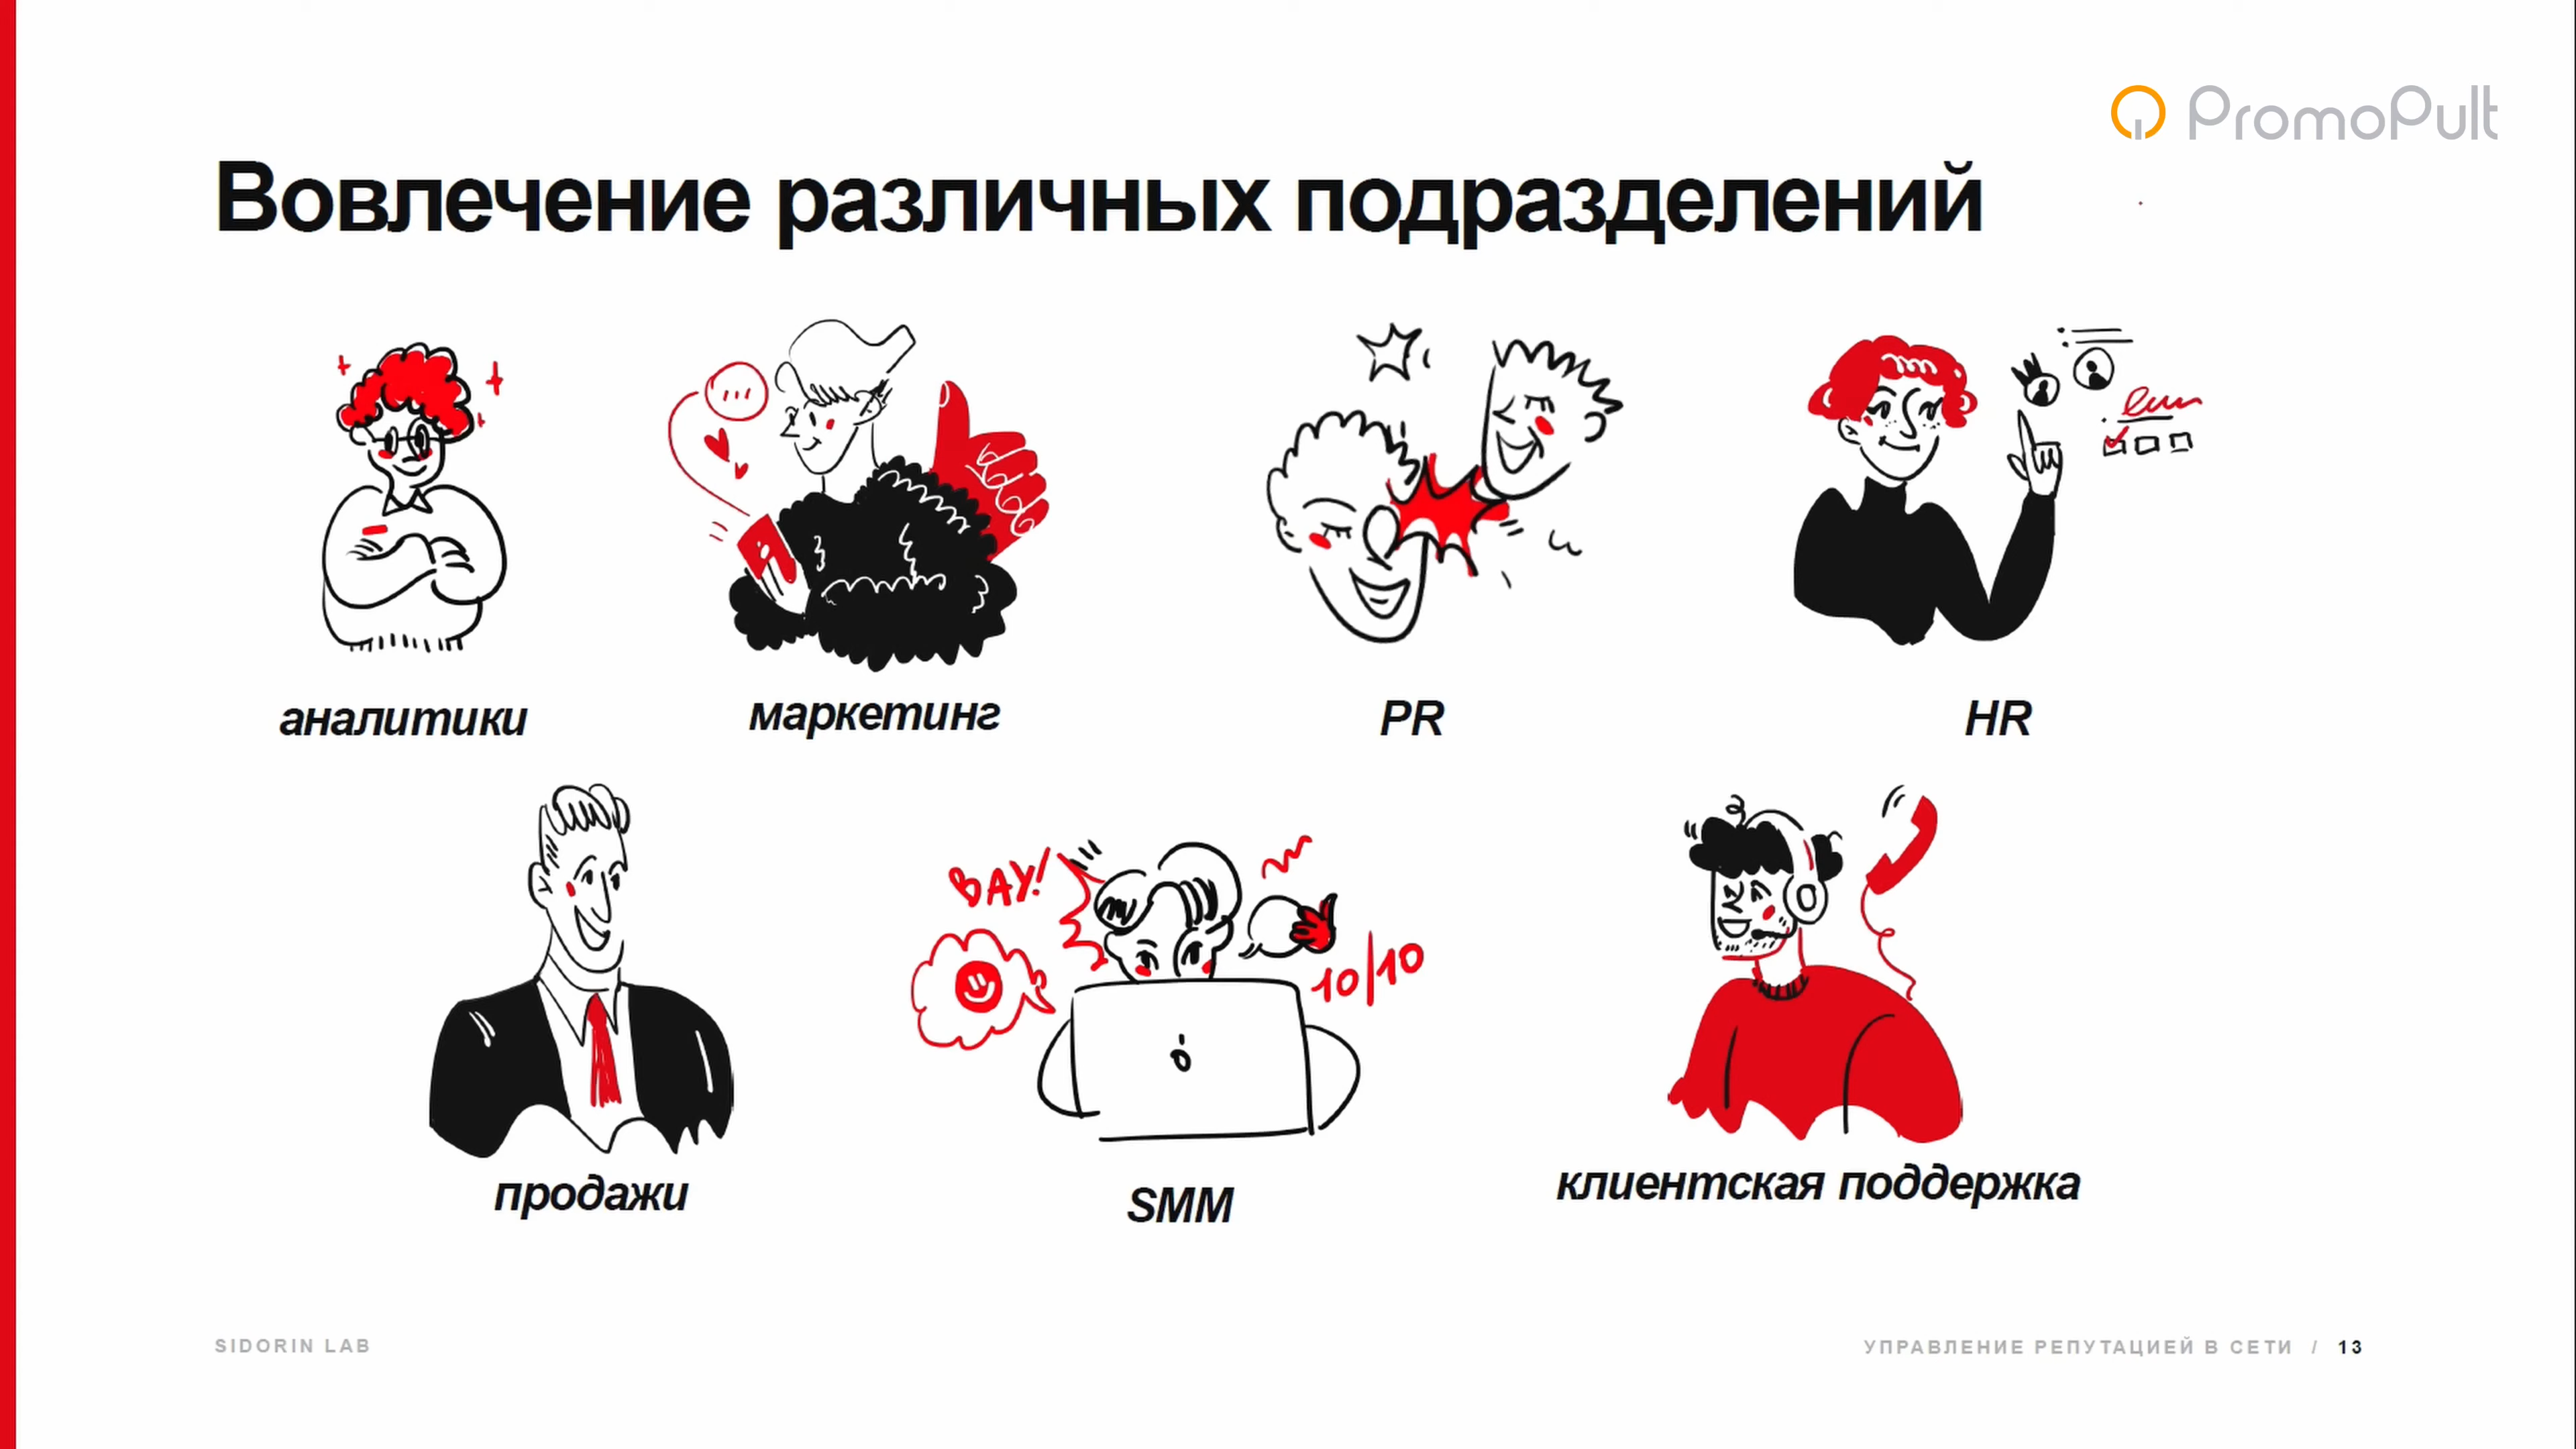 PromoPult
Вовлечение различных подразделений
аналитики
маркетинг
PR
HR
продажи
ВАУ!
10/10
SMM
клиентская поддержка
SIDORIN LAB
УПРАВЛЕНИЕ РЕПУТАЦИЕЙ В СЕТИ / 13